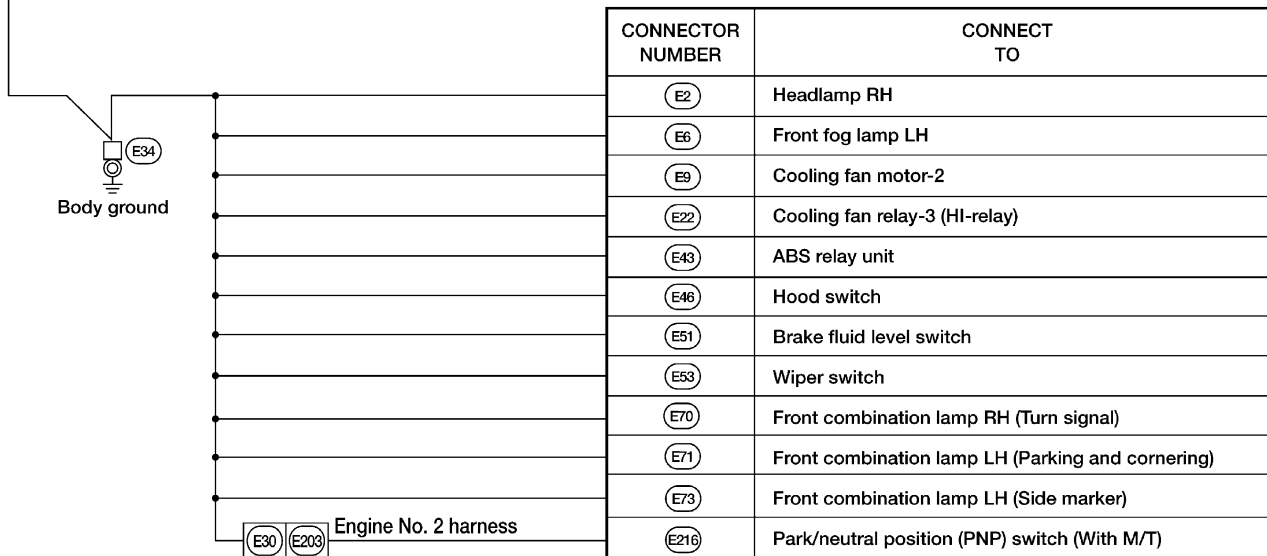 CONNECTOR NUMBER CONNECT TO
E2 Headlamp RH
E6 Front fog lamp LH
E34
E9 Cooling fan motor-2
Body ground
E22 Cooling fan relay-3 (HI-relay)
E43 ABS relay unit
E46 Hood switch
E51 Brake fluid level switch
E53 Wiper switch
E70 Front combination lamp RH (Turn signal)
E71 Front combination lamp LH (Parking and cornering)
E73 Front combination lamp LH (Side marker)
E30 E203 Engine No. 2 harness
E216 Park/neutral position (PNP) switch (With M/T)